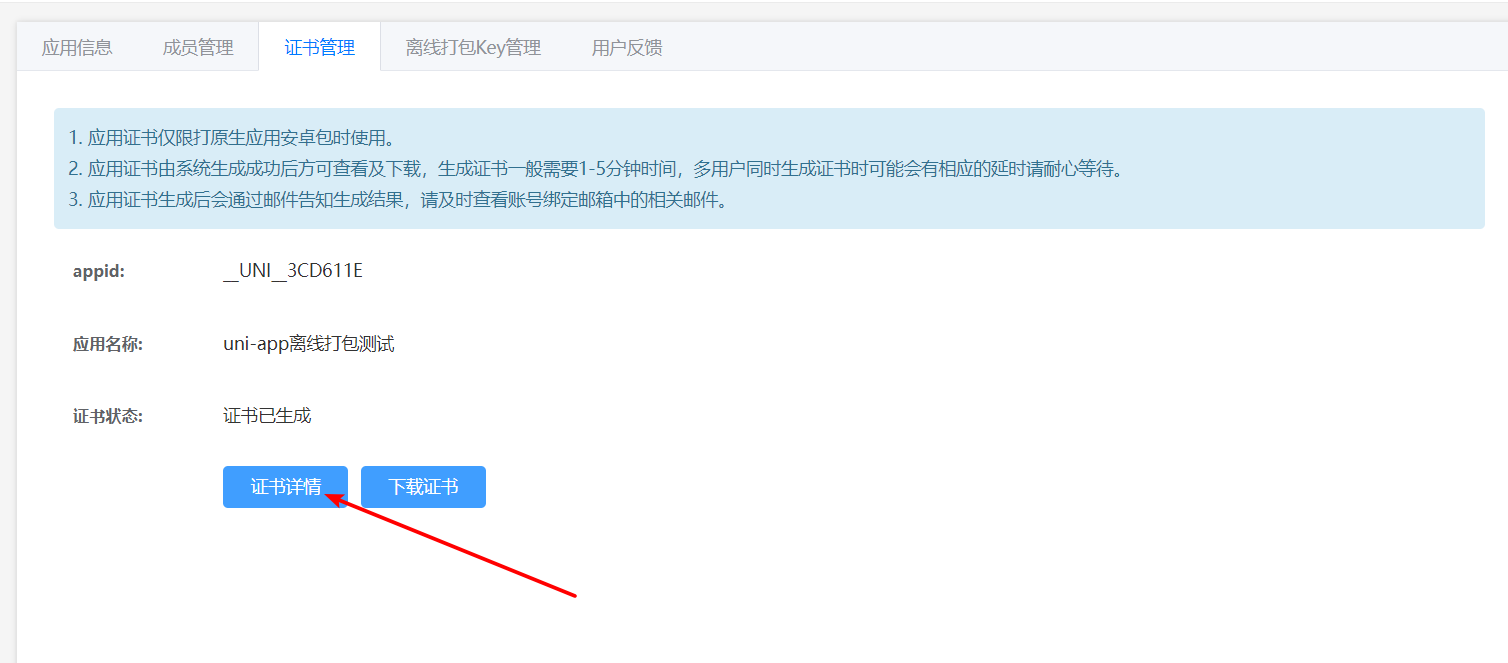 应用信息 成员管理 证书管理 离线打包Key管理 用户反馈
1. 应用证书仅限打原生应用安卓包时使用。
2. 应用证书由系统生成成功后方可查看及下载，生成证书一般需要1-5分钟时间，多用户同时生成证书时可能会有相应的延时请耐心等待。
3. 应用证书生成后会通过邮件告知生成结果，请及时查看账号绑定邮箱中的相关邮件。
appid: __UNI__3CD611E
应用名称: uni-app离线打包测试
证书状态: 证书已生成
证书详情 下载证书